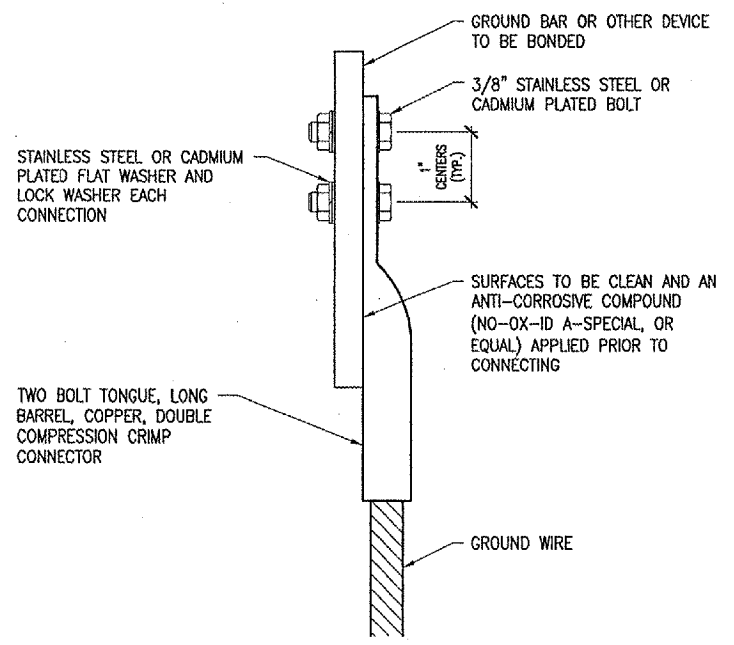 GROUND BAR OR OTHER DEVICE
TO BE BONDED
3/8" STAINLESS STEEL OR
CADMIUM PLATED BOLT
1"
CENTERS
(TYP.)
STAINLESS STEEL OR CADMIUM
PLATED FLAT WASHER AND
LOCK WASHER EACH
CONNECTION
SURFACES TO BE CLEAN AND AN
ANTI-CORROSIVE COMPOUND
(NO-OX-ID A-SPECIAL, OR
EQUAL) APPLIED PRIOR TO
CONNECTING
TWO BOLT TONGUE, LONG
BARREL, COPPER, DOUBLE
COMPRESSION CRIMP
CONNECTOR
GROUND WIRE